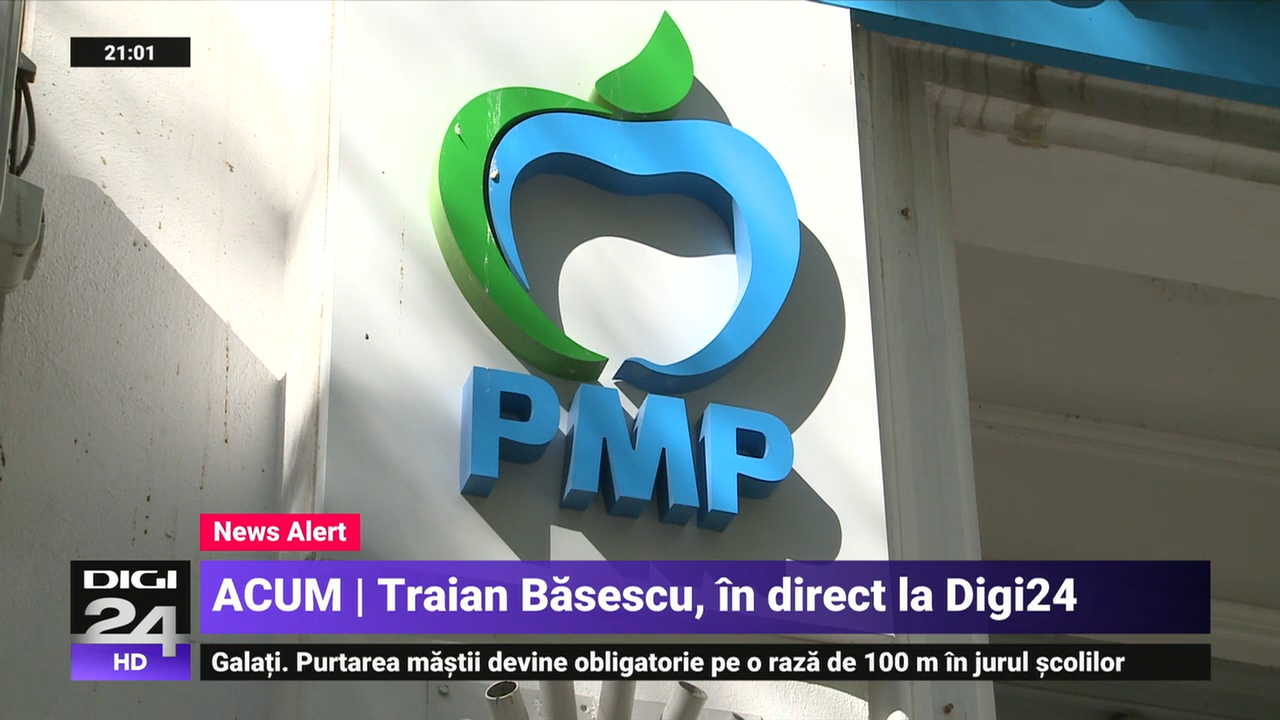 21:01
PMP
News Alert
DIGI
24
HD
ACUM | Traian Băsescu, în direct la Digi24
Galați. Purtarea măștii devine obligatorie pe o rază de 100 m în jurul școlilor